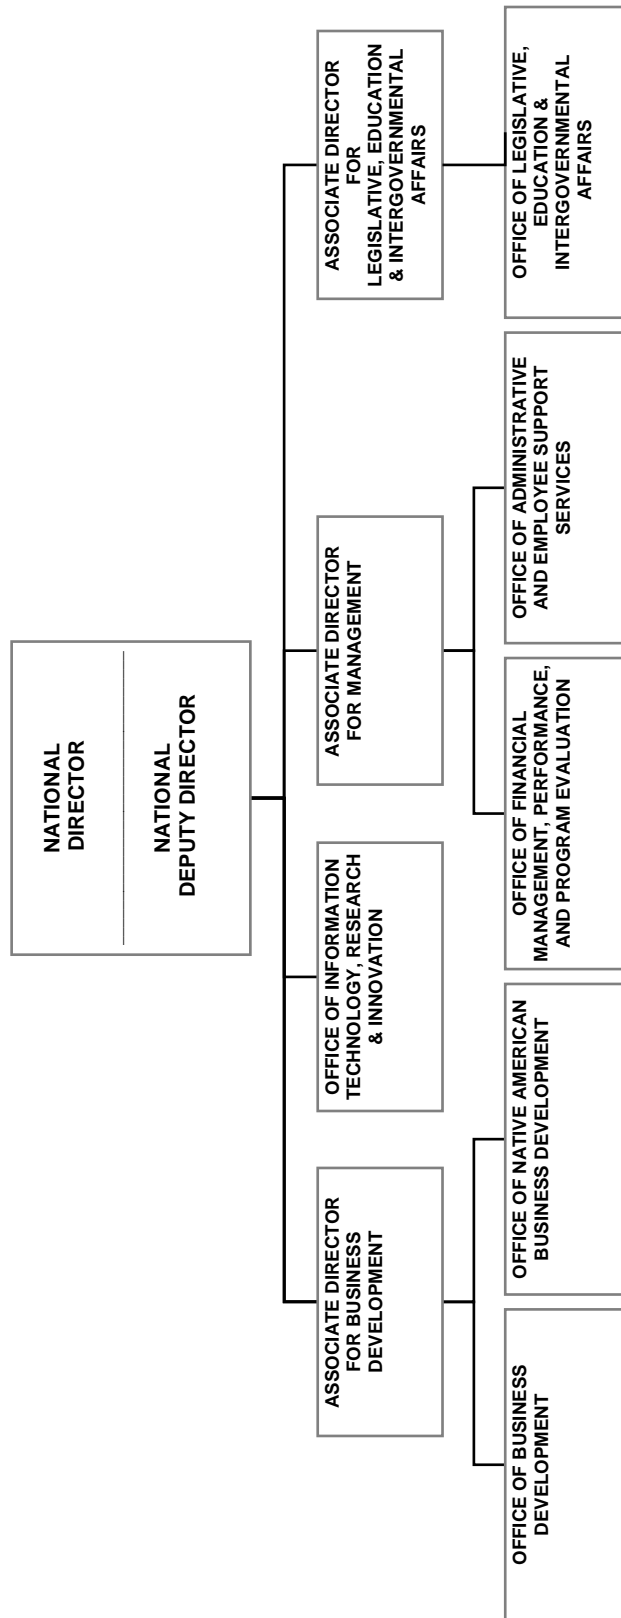 NATIONAL
DIRECTOR
NATIONAL
DEPUTY DIRECTOR
ASSOCIATE DIRECTOR
FOR BUSINESS
DEVELOPMENT
OFFICE OF INFORMATION
TECHNOLOGY, RESEARCH
& INNOVATION
ASSOCIATE DIRECTOR
FOR MANAGEMENT
ASSOCIATE DIRECTOR
FOR
LEGISLATIVE, EDUCATION
& INTERGOVERNMENTAL
AFFAIRS
OFFICE OF BUSINESS
DEVELOPMENT
OFFICE OF NATIVE AMERICAN
BUSINESS DEVELOPMENT
OFFICE OF FINANCIAL
MANAGEMENT, PERFORMANCE,
AND PROGRAM EVALUATION
OFFICE OF ADMINISTRATIVE
AND EMPLOYEE SUPPORT
SERVICES
OFFICE OF LEGISLATIVE,
EDUCATION &
INTERGOVERNMENTAL
AFFAIRS